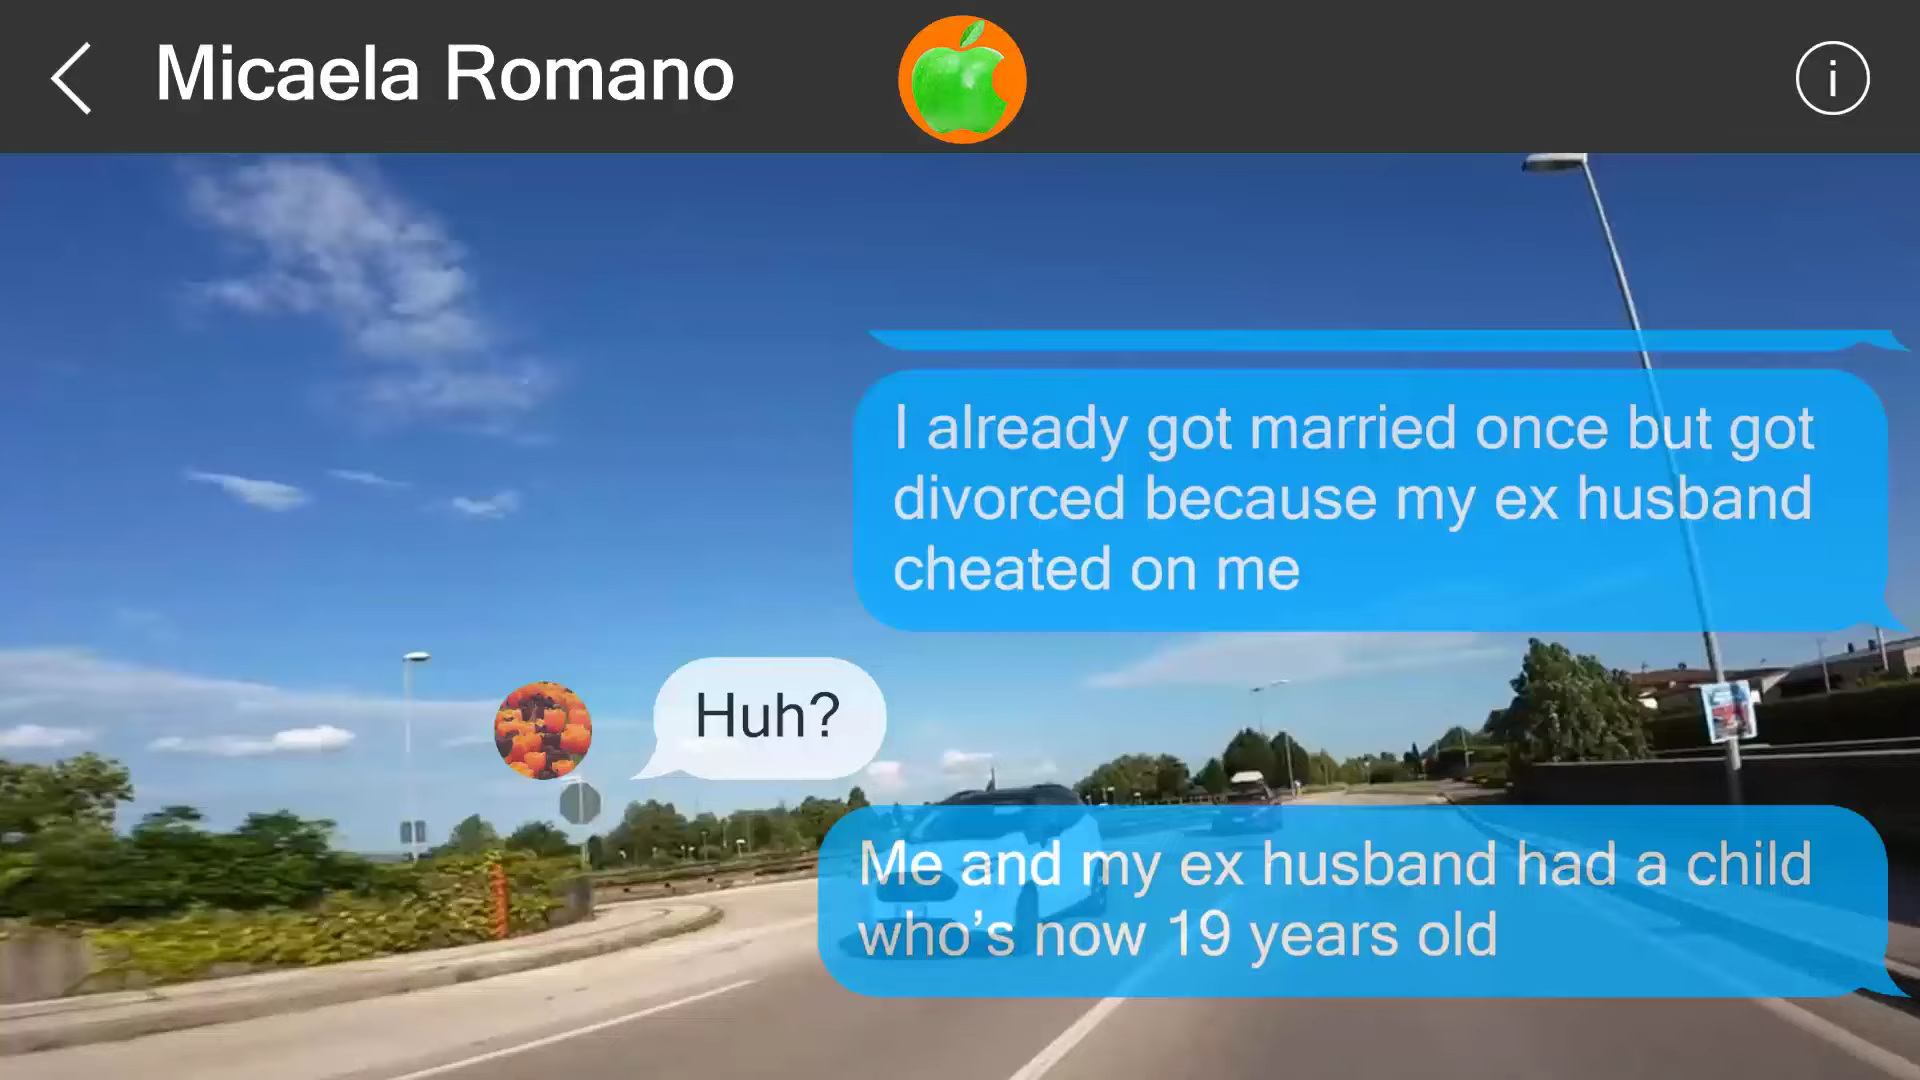 Micaela Romano
i
I already got married once but got
divorced because my ex husband
cheated on me
Huh?
Me and my ex husband had a child
who’s now 19 years old